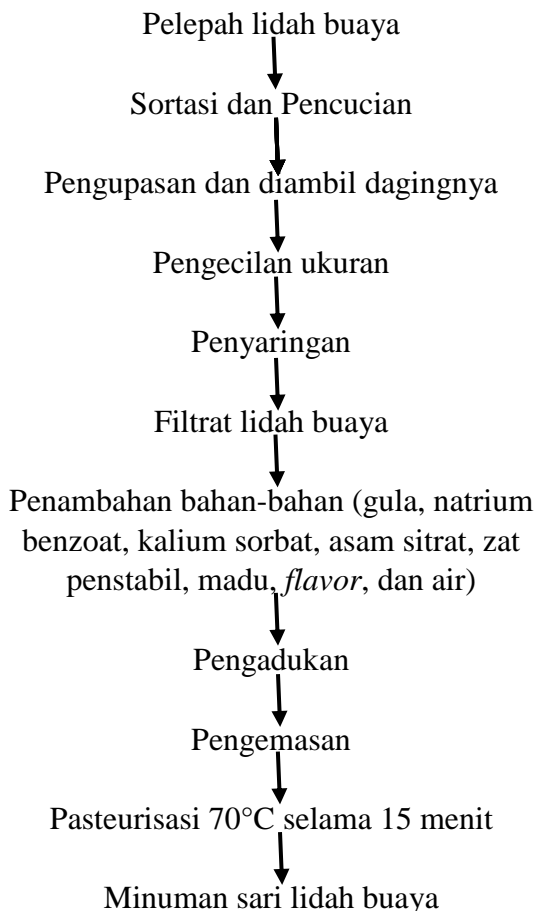 Pelepah lidah buaya
Sortasi dan Pencucian
Pengupasan dan diambil dagingnya
Pengecilan ukuran
Penyaringan
Filtrat lidah buaya
Penambahan bahan-bahan (gula, natrium
benzoat, kalium sorbat, asam sitrat, zat
penstabil, madu, flavor, dan air)
Pengadukan
Pengemasan
Pasteurisasi 70°C selama 15 menit
Minuman sari lidah buaya